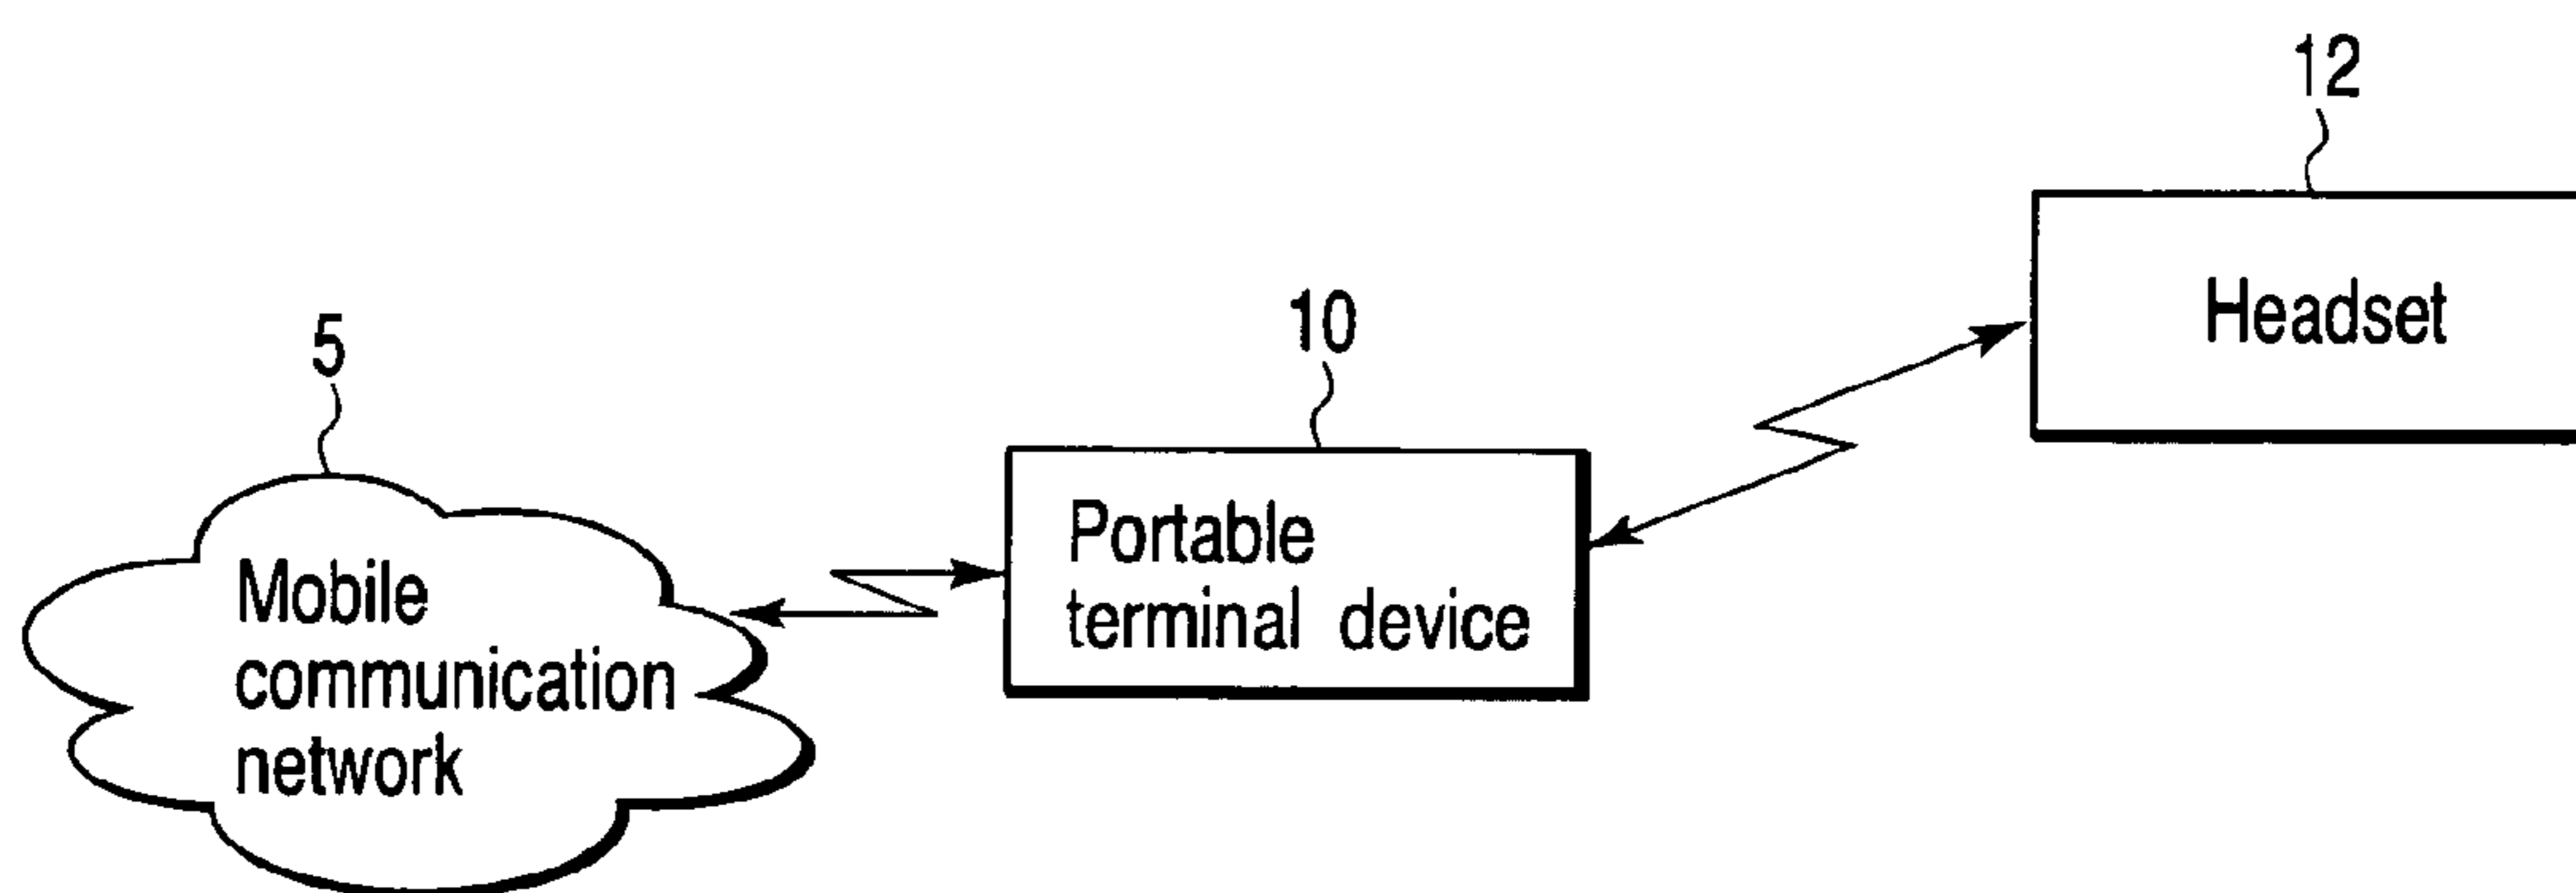 12
Headset
10
5
Portable
terminal device
Mobile
communication
network